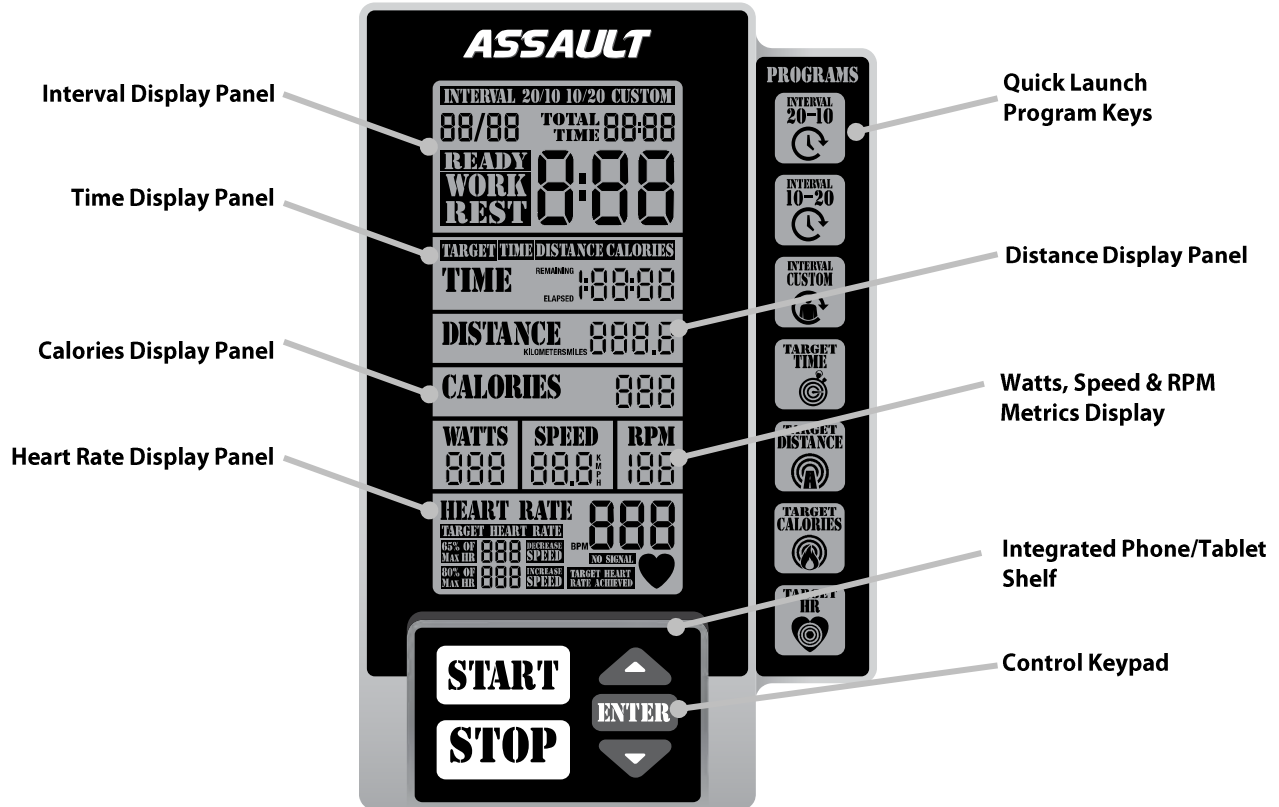 ASSAULT
Interval Display Panel
Time Display Panel
Calories Display Panel
Heart Rate Display Panel
INTERVAL 20/10 10/20 CUSTOM
88/88 TOTAL TIME 88:88
READY
WORK
REST
8:88
TARGET TIME DISTANCE CALORIES
TIME
REMAINING
ELAPSED
1:88:88
DISTANCE
KILOMETERSMILES
888.8
CALORIES 888
WATTS SPEED RPM
888 88.8 KMPH 188
HEART RATE 888
TARGET HEART RATE
65% OF MAX HR 888 DECREASE SPEED
BPM
NO SIGNAL
80% OF MAX HR 888 INCREASE SPEED
TARGET HEART RATE ACHIEVED
START
STOP
ENTER
PROGRAMS
INTERVAL
20-10
INTERVAL
10-20
INTERVAL
CUSTOM
TARGET
TIME
TARGET
DISTANCE
TARGET
CALORIES
TARGET
HR
Quick Launch
Program Keys
Distance Display Panel
Watts, Speed & RPM
Metrics Display
Integrated Phone/Tablet
Shelf
Control Keypad